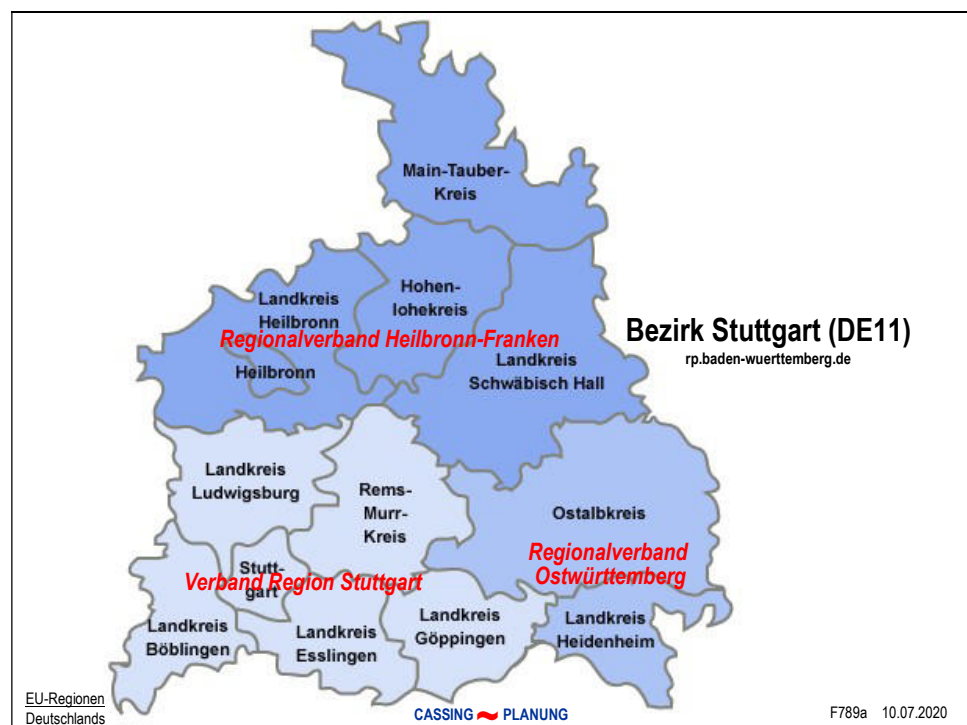 Main-Tauber-
Kreis
Hohen-
lohekreis
Landkreis
Heilbronn
Regionalverband Heilbronn-Franken
Heilbronn
Landkreis
Schwäbisch Hall
Bezirk Stuttgart (DE11)
rp.baden-wuerttemberg.de
Landkreis
Ludwigsburg
Rems-
Murr-
Kreis
Ostalbkreis
Regionalverband
Ostwürttemberg
Stutt-
gart
Verband Region Stuttgart
Landkreis
Böblingen
Landkreis
Esslingen
Landkreis
Göppingen
Landkreis
Heidenheim
EU-Regionen
Deutschlands
CASSING PLANUNG
F789a 10.07.2020